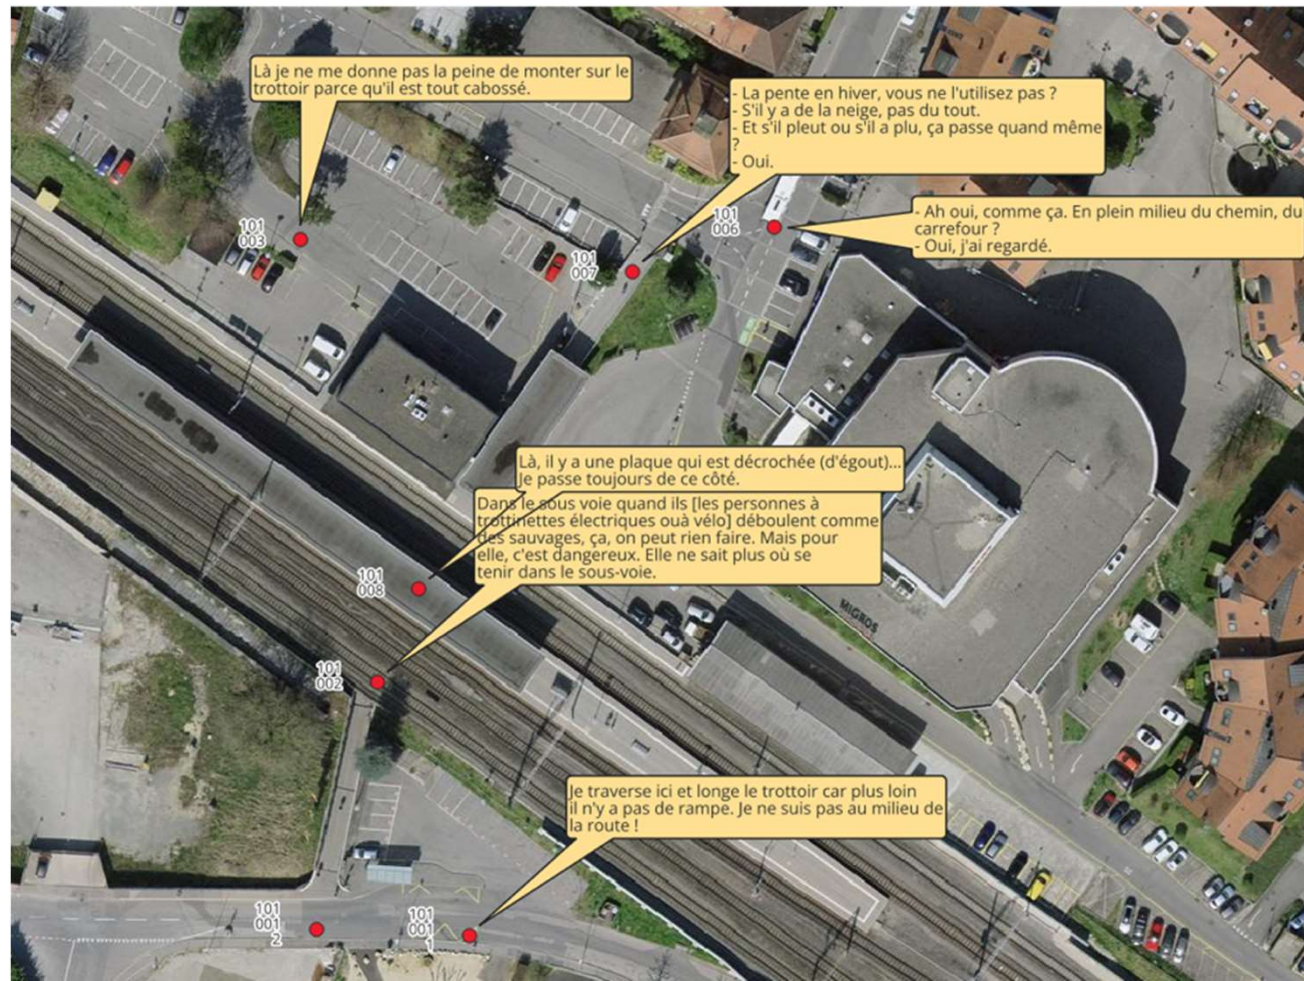 Là je ne me donne pas la peine de monter sur le
trottoir parce qu'il est tout cabossé.
- La pente en hiver, vous ne l'utilisez pas ?
- S'il y a de la neige, pas du tout.
- Et s'il pleut ou s'il a plu, ça passe quand même
?
- Oui.
- Ah oui, comme ça. En plein milieu du chemin, du
carrefour ?
- Oui, j'ai regardé.
101
006
101
003
101
007
Là, il y a une plaque qui est décrochée (d'égout)...
Je passe toujours de ce côté.
Dans le sous voie quand ils [les personnes à
trottinettes électriques ouà vélo] déboulent comme
des sauvages, ça, on peut rien faire. Mais pour
elle, c'est dangereux. Elle ne sait plus où se
tenir dans le sous-voie.
101
008
MIGROS
101
002
Je traverse ici et longe le trottoir car plus loin
il n'y a pas de rampe. Je ne suis pas au milieu de
la route !
101
001
2
101
001
1